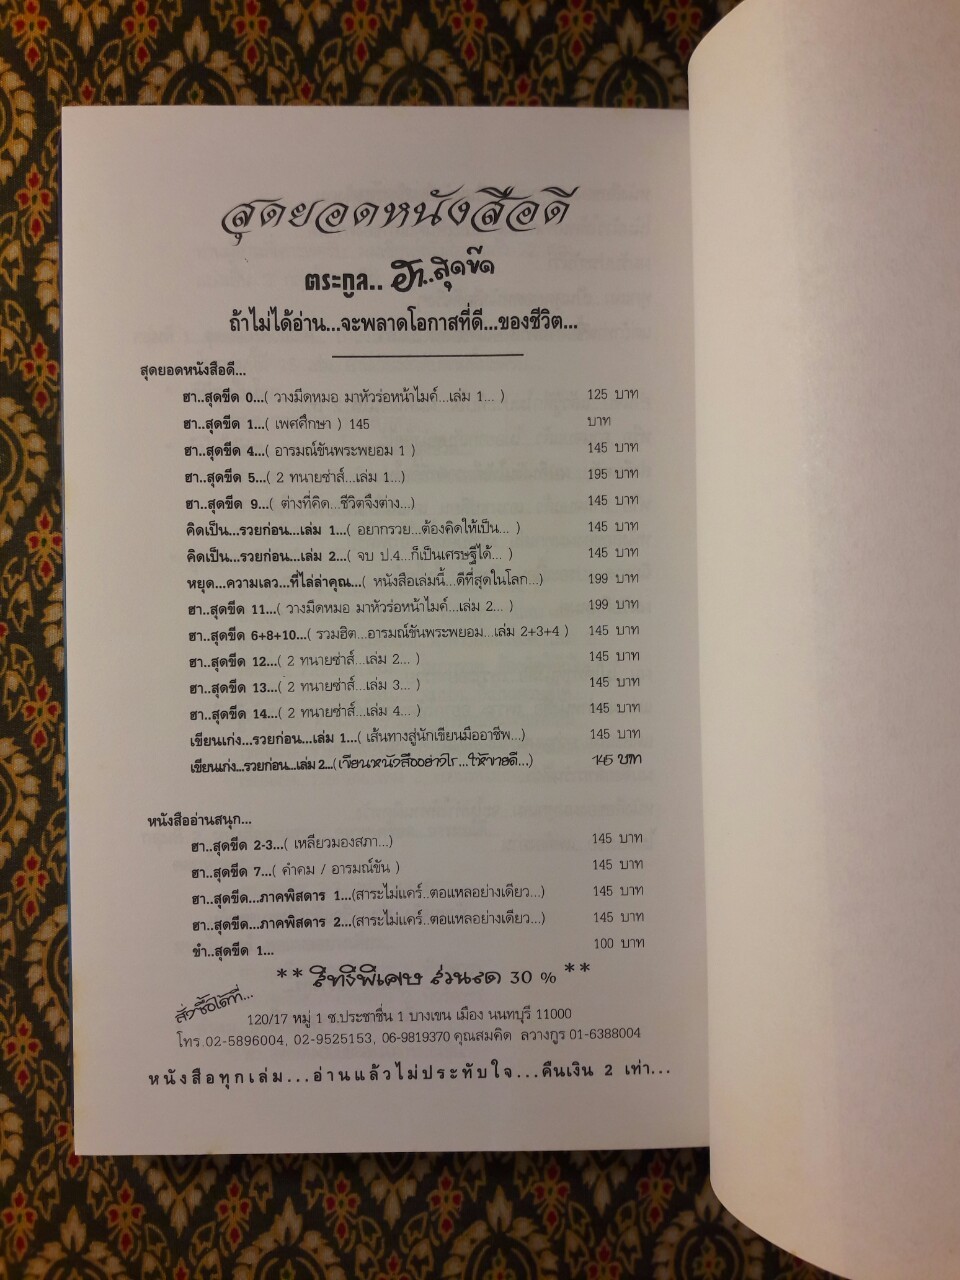 สุดยอดหนังสือดี
ตระกูล.. ฮา..สุดขีด
ถ้าไม่ได้อ่าน...จะพลาดโอกาสที่ดี...ของชีวิต...
สุดยอดหนังสือดี...
ฮา..สุดขีด 0...( วางมีดหมอ มาหัวร่อหน้าไมค์...เล่ม 1... ) 125 บาท
ฮา..สุดขีด 1...( เพศศึกษา ) 145 บาท
ฮา..สุดขีด 4...( อารมณ์ขันพระพยอม 1 ) 145 บาท
ฮา..สุดขีด 5...( 2 ทนายซ่าส์...เล่ม 1...) 195 บาท
ฮา..สุดขีด 9...( ต่างที่คิด...ชีวิตจึงต่าง...) 145 บาท
คิดเป็น...รวยก่อน...เล่ม 1...( อยากรวย...ต้องคิดให้เป็น... ) 145 บาท
คิดเป็น...รวยก่อน...เล่ม 2...( จบ ป.4...ก็เป็นเศรษฐีได้... ) 145 บาท
หยุด...ความเลว...ที่ไล่ล่าคุณ...( หนังสือเล่มนี้...ดีที่สุดในโลก...) 199 บาท
ฮา..สุดขีด 11...( วางมีดหมอ มาหัวร่อหน้าไมค์...เล่ม 2... ) 199 บาท
ฮา..สุดขีด 6+8+10...( รวมฮิต...อารมณ์ขันพระพยอม...เล่ม 2+3+4 ) 145 บาท
ฮา..สุดขีด 12...( 2 ทนายซ่าส์...เล่ม 2... ) 145 บาท
ฮา..สุดขีด 13...( 2 ทนายซ่าส์...เล่ม 3... ) 145 บาท
ฮา..สุดขีด 14...( 2 ทนายซ่าส์...เล่ม 4... ) 145 บาท
เขียนเก่ง...รวยก่อน...เล่ม 1...( เส้นทางสู่นักเขียนมืออาชีพ...) 145 บาท
เขียนเก่ง...รวยก่อน...เล่ม 2...(เขียนหนังสืออย่างไร...ให้ขายดี...) 145 บาท
หนังสืออ่านสนุก...
ฮา..สุดขีด 2-3...( เหลียวมองสภา...) 145 บาท
ฮา..สุดขีด 7...( คำคม / อารมณ์ขัน ) 145 บาท
ฮา..สุดขีด...ภาคพิสดาร 1...(สาระไม่แคร์..ตอแหลอย่างเดียว...) 145 บาท
ฮา..สุดขีด...ภาคพิสดาร 2...(สาระไม่แคร์..ตอแหลอย่างเดียว...) 145 บาท
ขำ..สุดขีด 1... 100 บาท
** สิทธิพิเศษ ส่วนลด 30 % **
สั่งซื้อได้ที่...
120/17 หมู่ 1 ซ.ประชาชื่น 1 บางเขน เมือง นนทบุรี 11000
โทร.02-5896004, 02-9525153, 06-9819370 คุณสมคิด ลวางกูร 01-6388004
หนังสือทุกเล่ม...อ่านแล้วไม่ประทับใจ...คืนเงิน 2 เท่า...